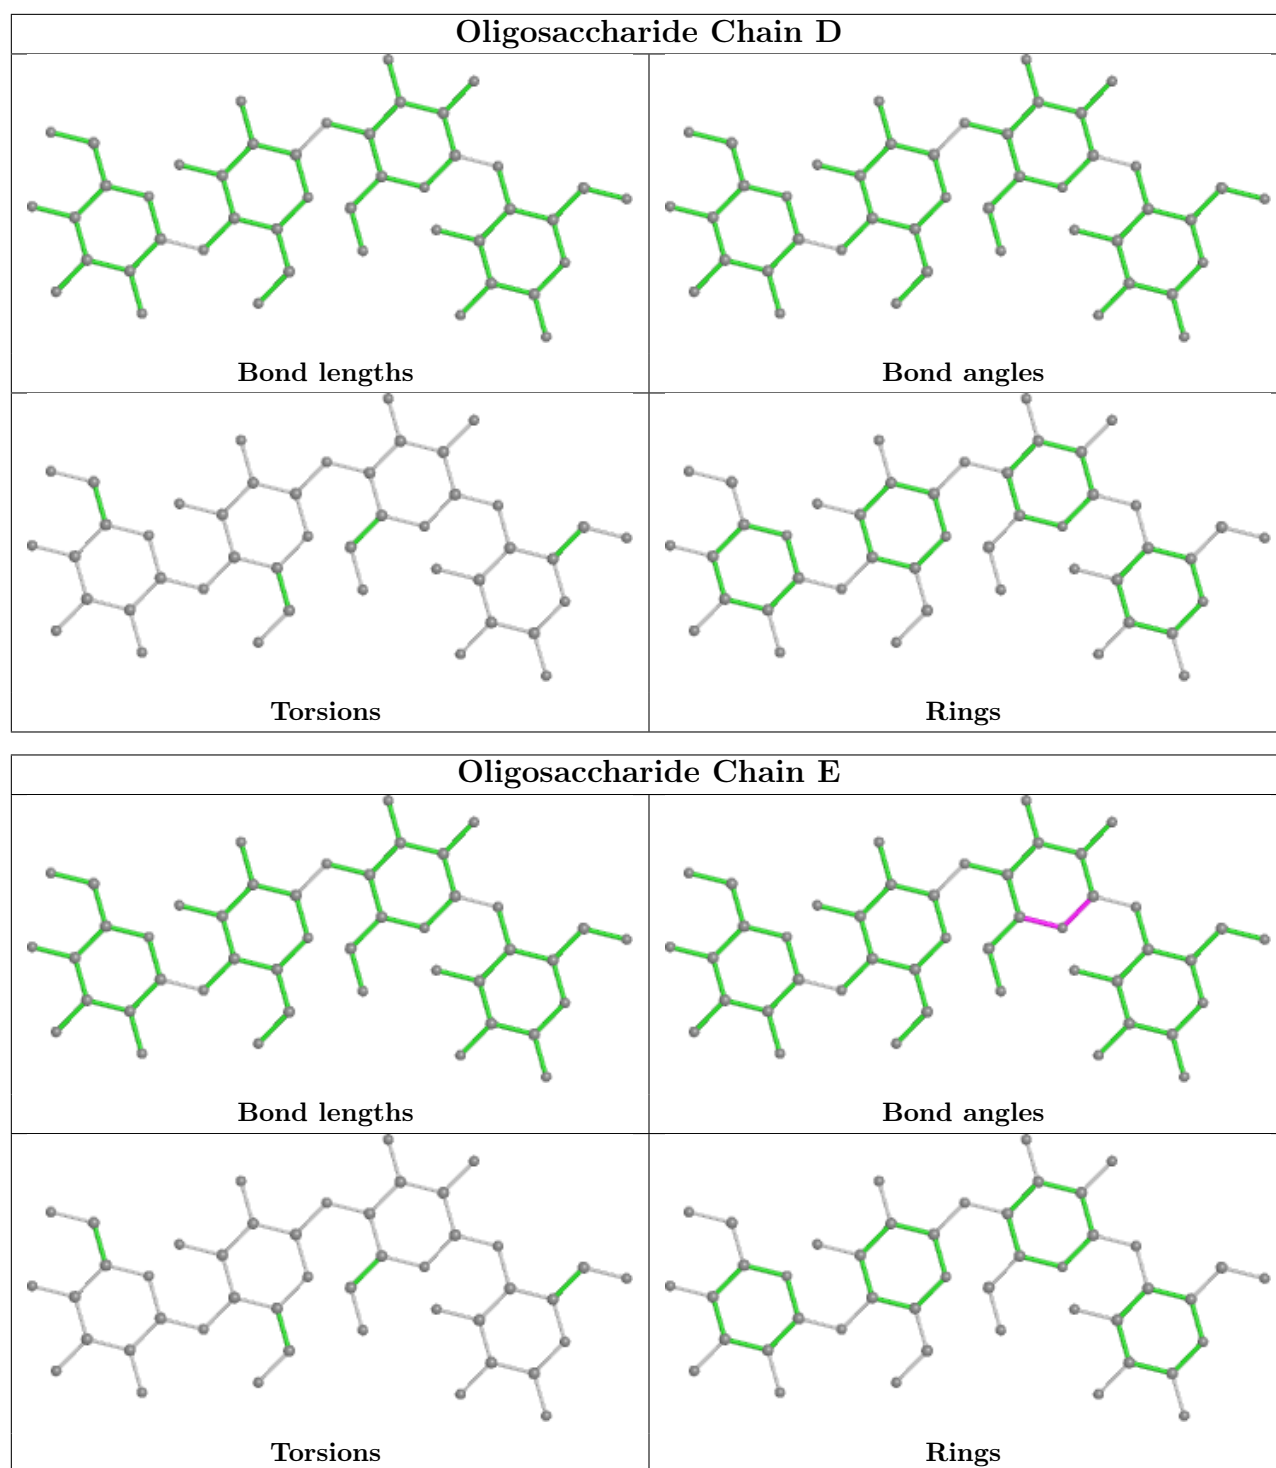 Oligosaccharide Chain D
Bond lengths
Bond angles
Torsions
Rings
Oligosaccharide Chain E
Bond lengths
Bond angles
Torsions
Rings